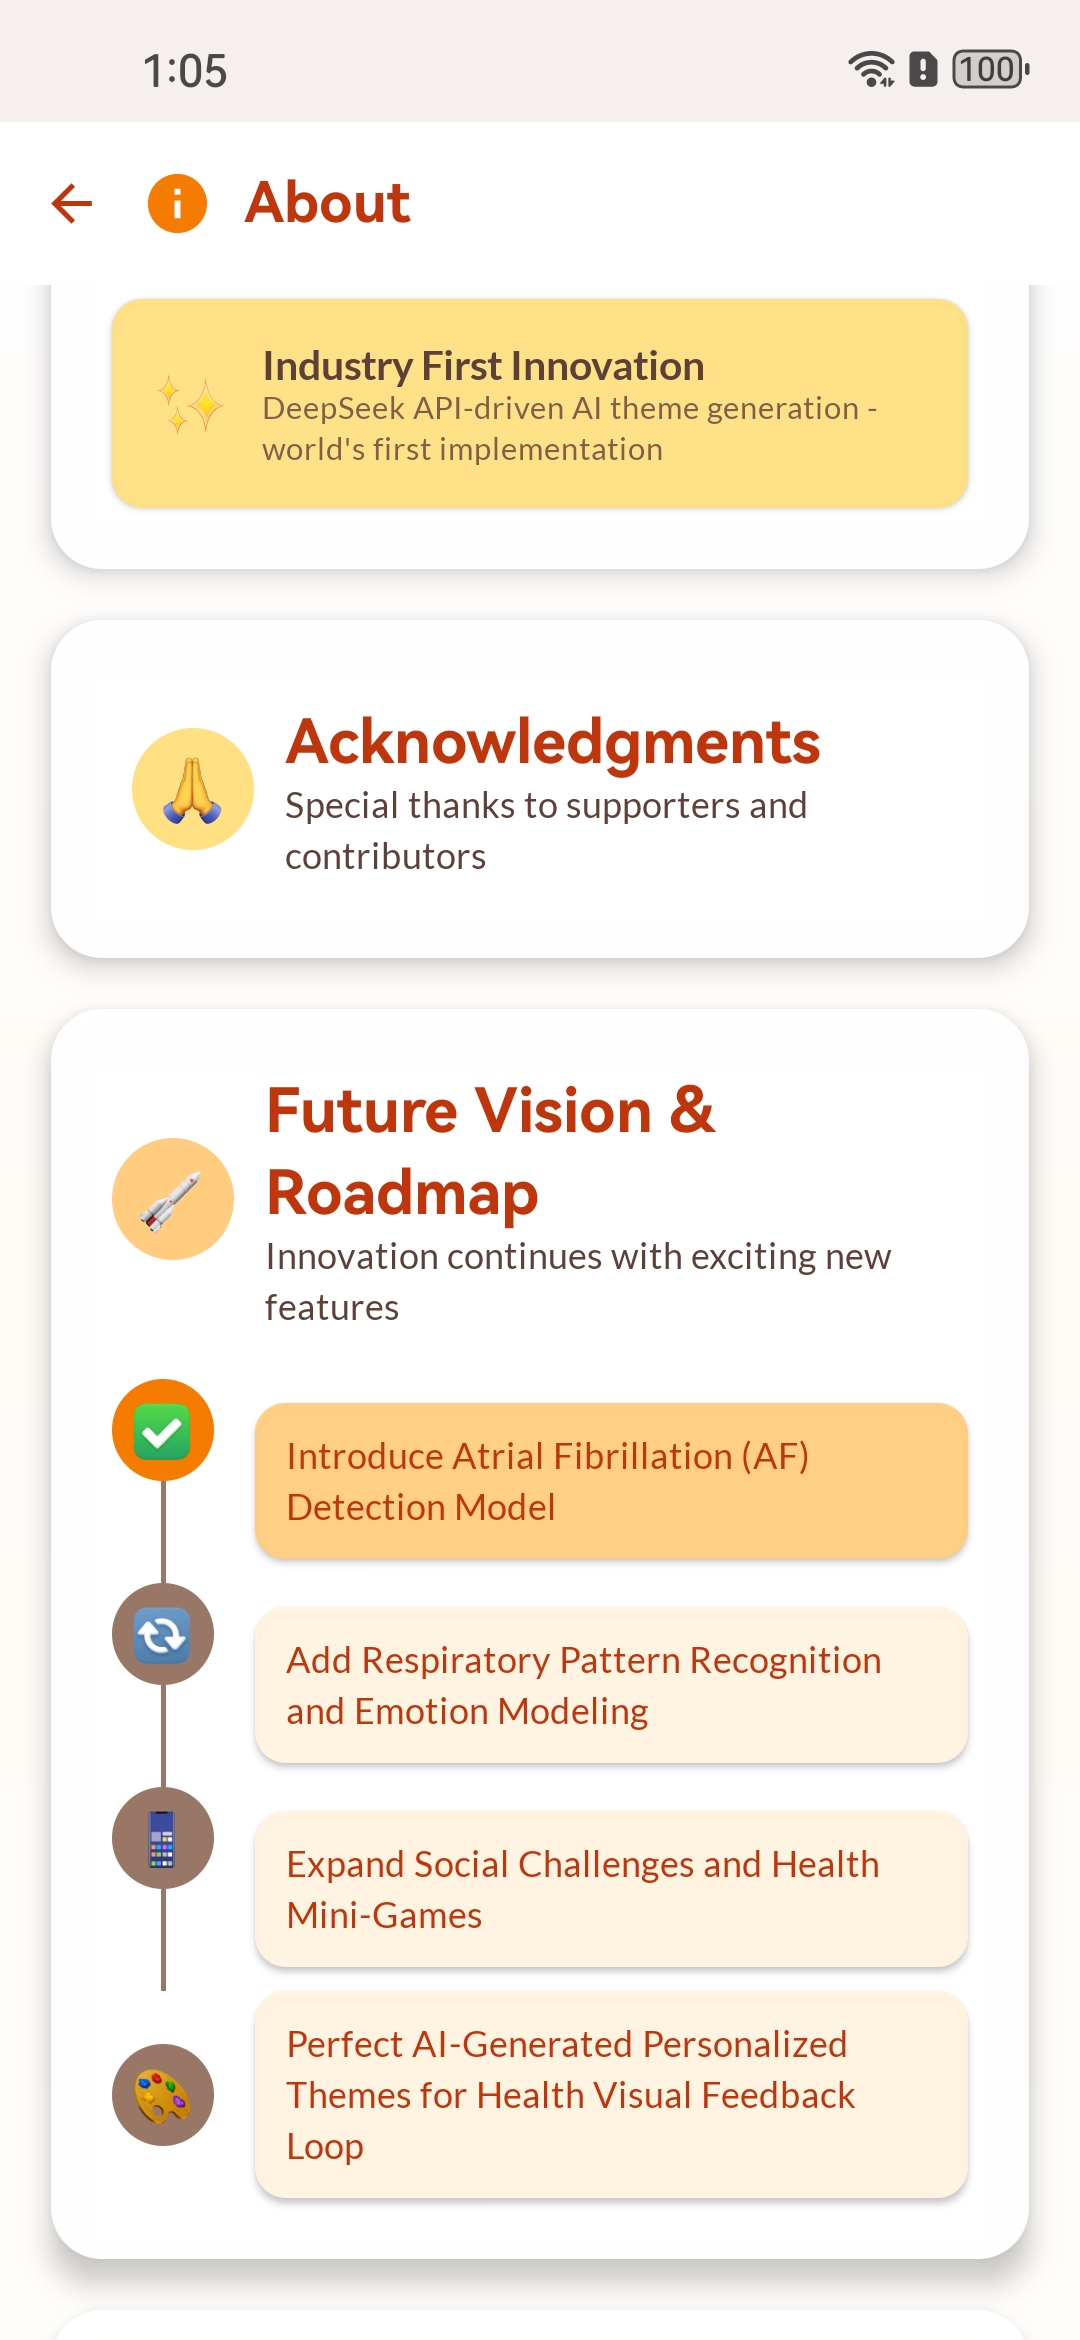 1:05
100
About
Industry First Innovation
DeepSeek API-driven AI theme generation -
world's first implementation
Acknowledgments
Special thanks to supporters and
contributors
Future Vision &
Roadmap
Innovation continues with exciting new
features
Introduce Atrial Fibrillation (AF)
Detection Model
Add Respiratory Pattern Recognition
and Emotion Modeling
Expand Social Challenges and Health
Mini-Games
Perfect AI-Generated Personalized
Themes for Health Visual Feedback
Loop